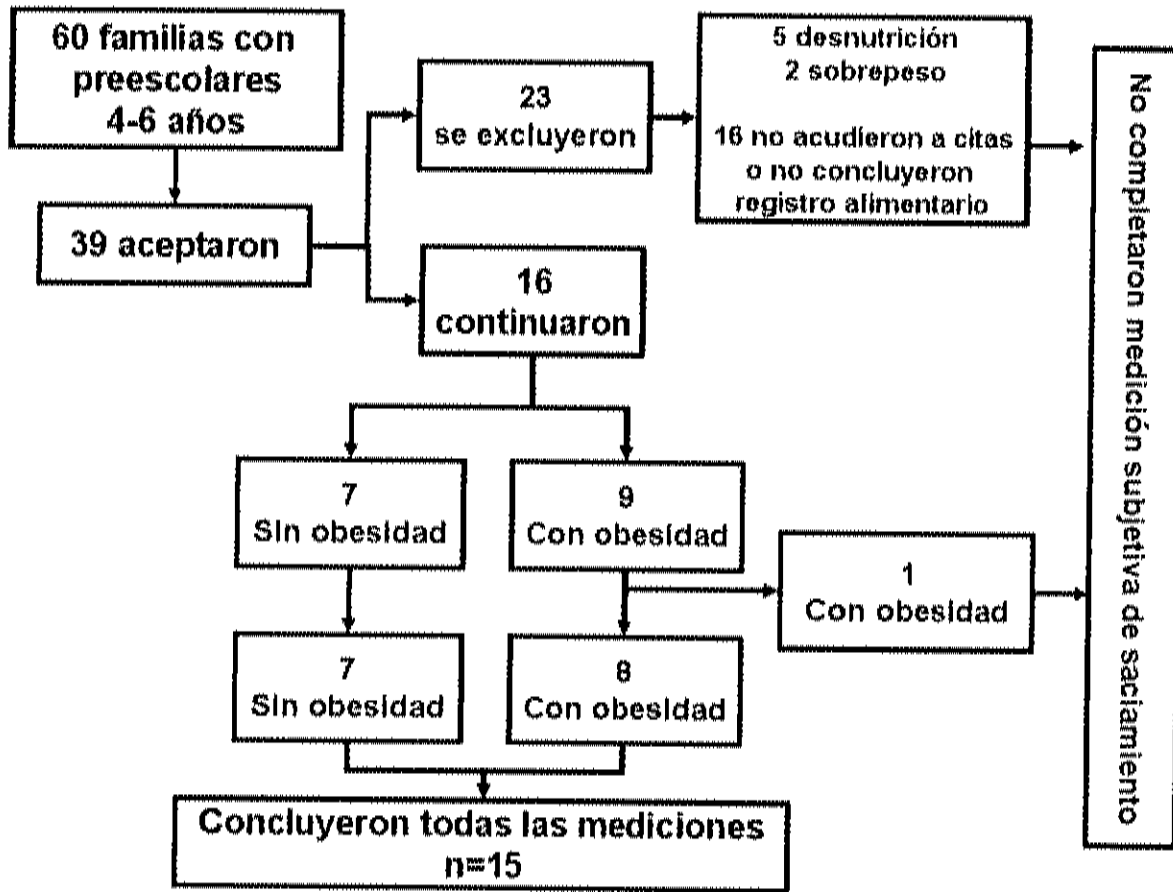 60 familias con
preescolares
4-6 años
39 aceptaron
23
se excluyeron
5 desnutrición
2 sobrepeso
16 no acudieron a citas
o no concluyeron
registro alimentario
16
continuaron
7
Sin obesidad
9
Con obesidad
1
Con obesidad
7
Sin obesidad
8
Con obesidad
Concluyeron todas las mediciones
n=15
No completaron medición subjetiva de saciamiento